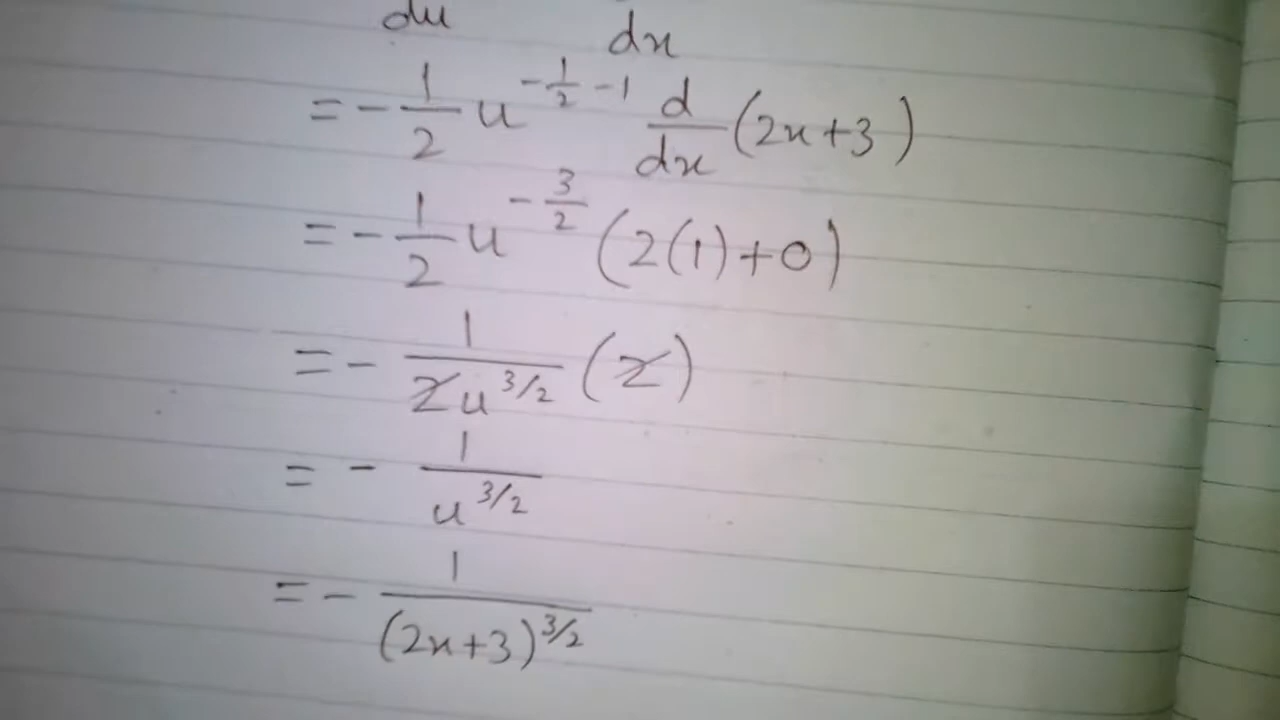 du dx
= - 1/2 u^(-1/2 - 1) d/dx (2x+3)
= - 1/2 u^(-3/2) (2(1)+0)
= - 1/(2u^(3/2)) (2)
= - 1/u^(3/2)
= - 1/(2x+3)^(3/2)